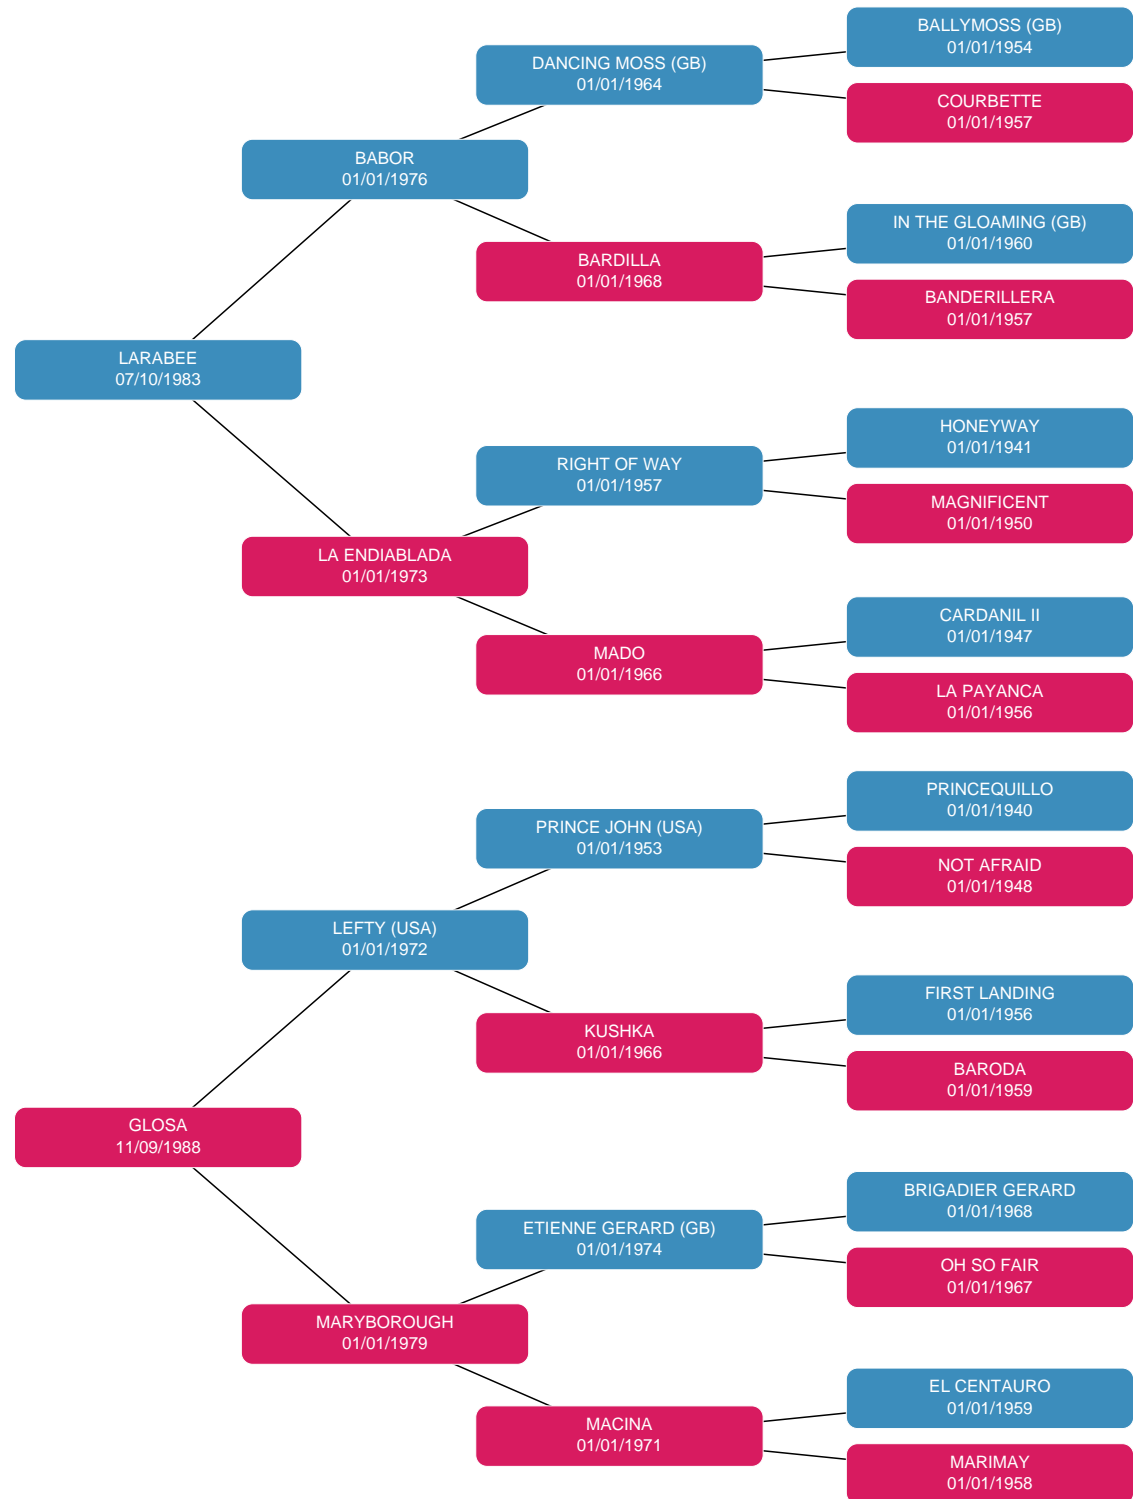 BALLYMOSS (GB)
01/01/1954
DANCING MOSS (GB)
01/01/1964
COURBETTE
01/01/1957
BABOR
01/01/1976
IN THE GLOAMING (GB)
01/01/1960
BARDILLA
01/01/1968
BANDERILLERA
01/01/1957
LARABEE
07/10/1983
HONEYWAY
01/01/1941
RIGHT OF WAY
01/01/1957
MAGNIFICENT
01/01/1950
LA ENDIABLADA
01/01/1973
CARDANIL II
01/01/1947
MADO
01/01/1966
LA PAYANCA
01/01/1956
PRINCEQUILLO
01/01/1940
PRINCE JOHN (USA)
01/01/1953
NOT AFRAID
01/01/1948
LEFTY (USA)
01/01/1972
FIRST LANDING
01/01/1956
KUSHKA
01/01/1966
BARODA
01/01/1959
GLOSA
11/09/1988
BRIGADIER GERARD
01/01/1968
ETIENNE GERARD (GB)
01/01/1974
OH SO FAIR
01/01/1967
MARYBOROUGH
01/01/1979
EL CENTAURO
01/01/1959
MACINA
01/01/1971
MARIMAY
01/01/1958